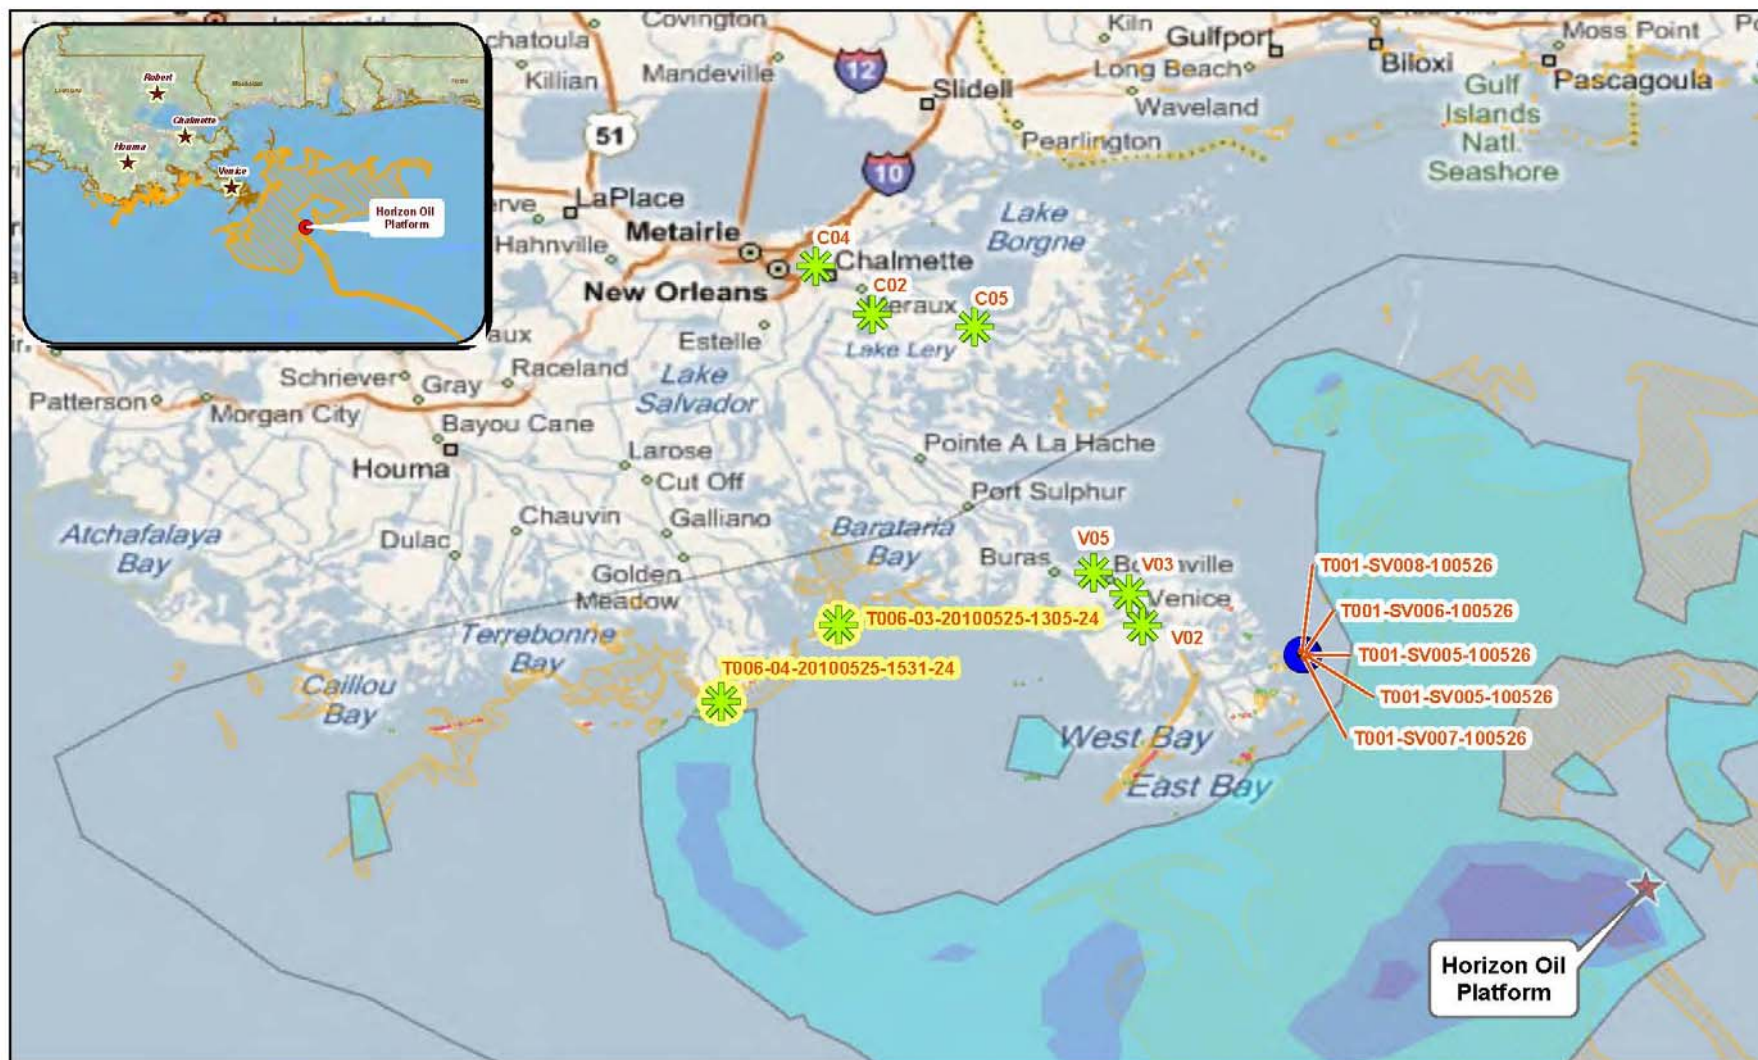 Covington
Kiln
Gulfport
Moss Point
chatoula
Killian
Mandeville
12
Long Beach
Biloxi
Pascagoula
Slidell
Waveland
Gulf
Islands
Natl.
Seashore
Robert
Chalmette
Houma
Venice
Horizon Oil
Platform
51
Pearlington
10
erve
LaPlace
Hahnville
Metairie
Lake
Borgne
C04
Chalmette
New Orleans
C02
eraux
C05
aux
Estelle
Lake Lery
Schriever
Gray
Raceland
Lake
Salvador
Patterson
Morgan City
Bayou Cane
Houma
Larose
Cut Off
Pointe A La Hache
Port Sulphur
Atchafalaya
Bay
Chauvin
Galliano
Dulac
Barataria
Bay
Golden
Meadow
Buras
V05
Bo
ville
V03
Venice
V02
T001-SV008-100526
T001-SV006-100526
T001-SV005-100526
T001-SV005-100526
T001-SV007-100526
T006-03-20100525-1305-24
Terrebonne
Bay
T006-04-20100525-1531-24
Caillou
Bay
West Bay
East Bay
Horizon Oil
Platform